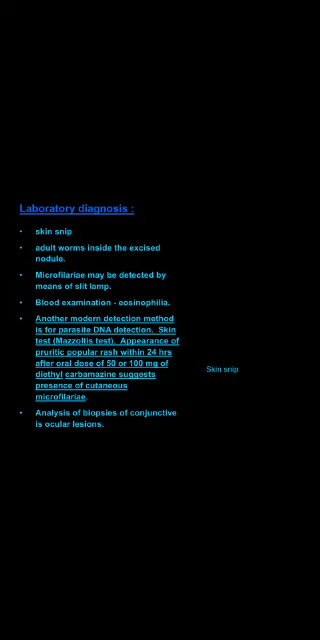 Laboratory diagnosis :
• skin snip
• adult worms inside the excised
nodule.
• Microfilariae may be detected by
means of slit lamp.
• Blood examination - eosinophilia.
• Another modern detection method
is for parasite DNA detection. Skin
test (Mazzoltis test). Appearance of
pruritic popular rash within 24 hrs
after oral dose of 50 or 100 mg of
diethyl carbamazine suggests
presence of cutaneous
microfilariae.
• Analysis of biopsies of conjunctive
is ocular lesions.
Skin snip